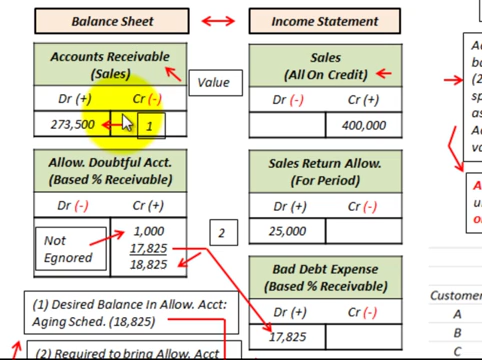 Balance Sheet
Income Statement
Accounts Receivable
(Sales)
Dr (+) Cr (-)
273,500
1
Value
Sales
(All On Credit)
Dr (-) Cr (+)
400,000
Allow. Doubtful Acct.
(Based % Receivable)
Dr (-) Cr (+)
Not
Egnored
1,000
17,825
18,825
2
Sales Return Allow.
(For Period)
Dr (+) Cr (-)
25,000
Bad Debt Expense
(Based % Receivable)
Dr (+) Cr (-)
17,825
(1) Desired Balance In Allow. Acct:
Aging Sched. (18,825)
(2) Required to bring Allow. Acct
Customer
A
B
C